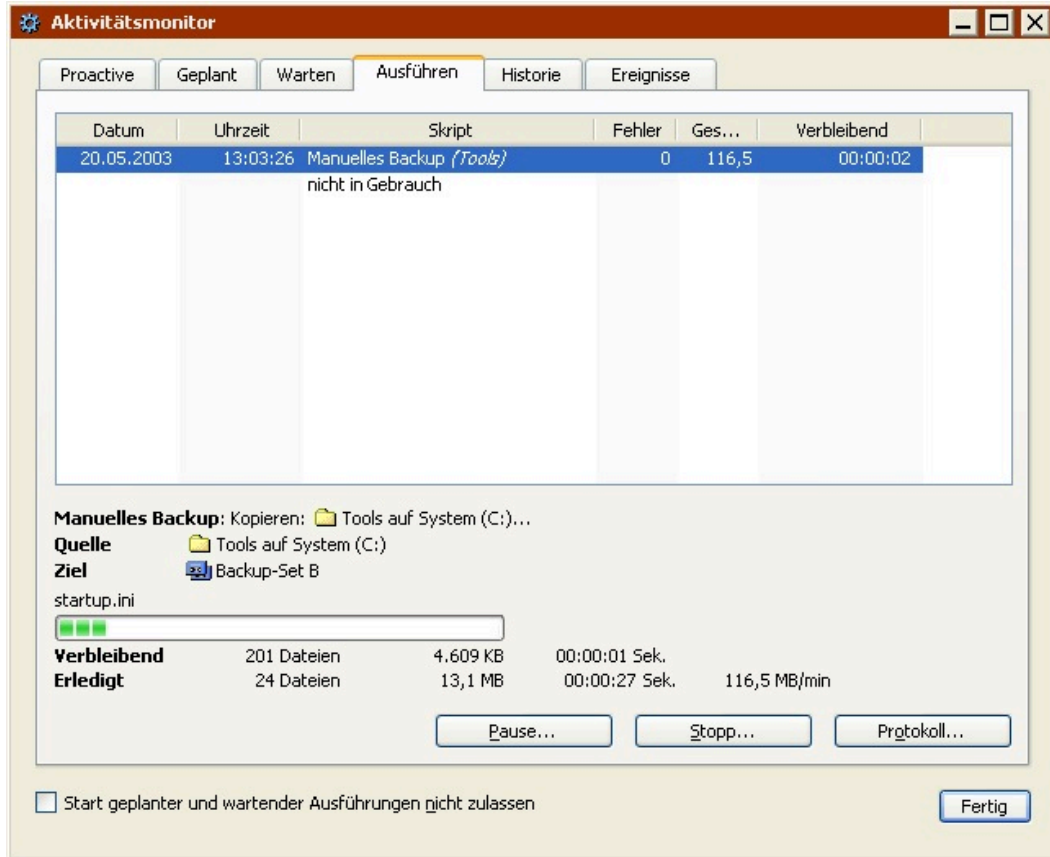 Aktivitätsmonitor
Proactive Geplant Warten Ausführen Historie Ereignisse
Datum Uhrzeit Skript Fehler Ges... Verbleibend
20.05.2003 13:03:26 Manuelles Backup (Tools) 0 116,5 00:00:02
nicht in Gebrauch
Manuelles Backup: Kopieren: Tools auf System (C:)...
Quelle Tools auf System (C:)
Ziel Backup-Set B
startup.ini
Verbleibend 201 Dateien 4.609 KB 00:00:01 Sek.
Erledigt 24 Dateien 13,1 MB 00:00:27 Sek. 116,5 MB/min
Pause... Stopp... Protokoll...
Start geplanter und wartender Ausführungen nicht zulassen Fertig